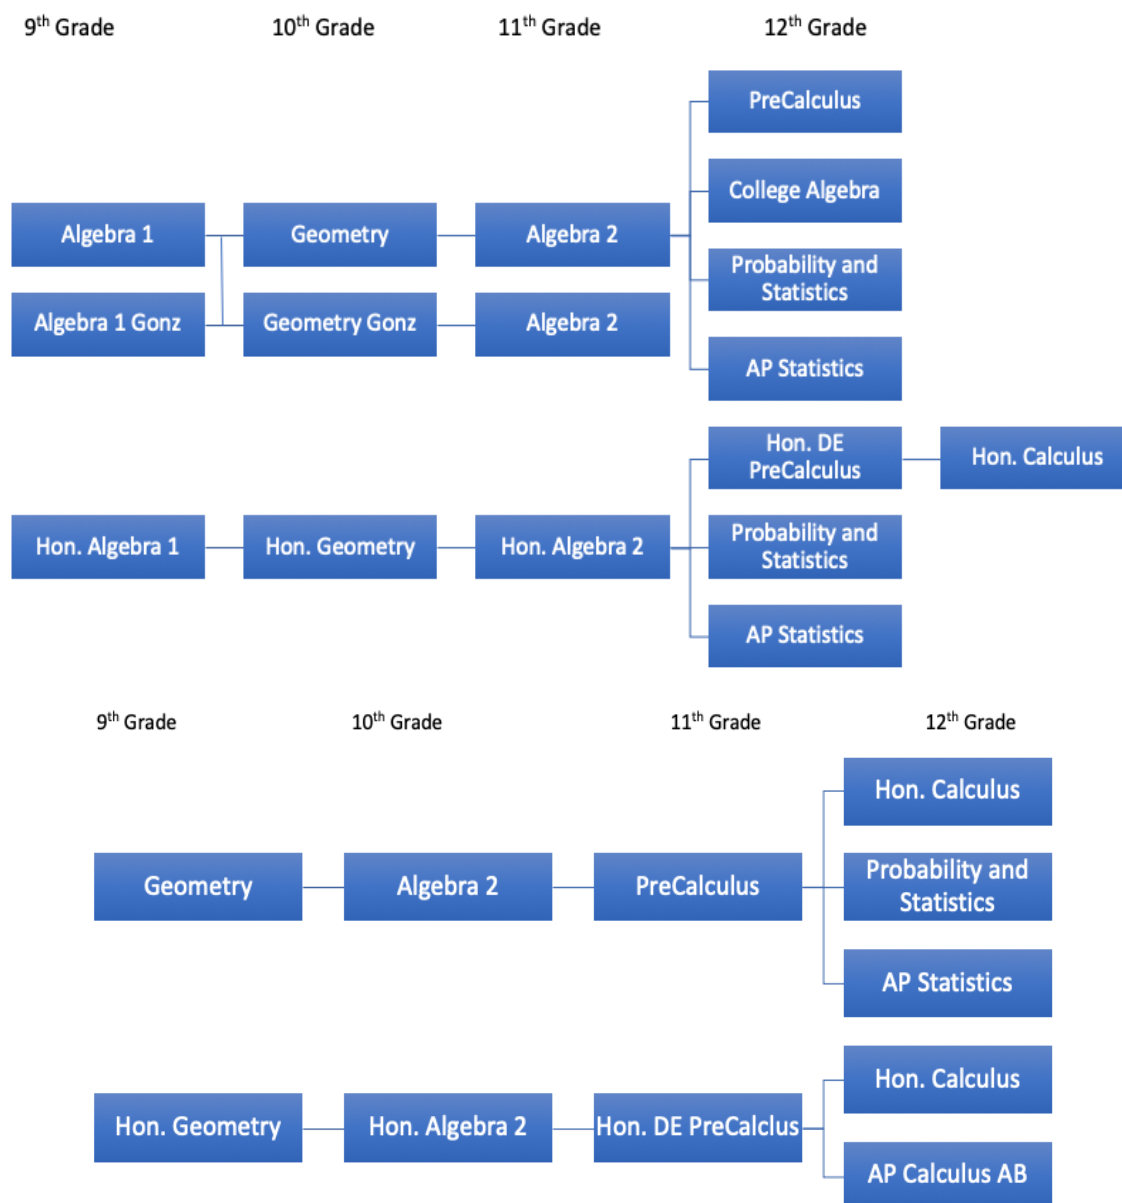 9th Grade 10th Grade 11th Grade 12th Grade
PreCalculus
College Algebra
Algebra 1 Geometry Algebra 2
Probability and
Statistics
Algebra 1 Gonz Geometry Gonz Algebra 2
AP Statistics
Hon. DE
PreCalculus
Hon. Calculus
Hon. Algebra 1 Hon. Geometry Hon. Algebra 2
Probability and
Statistics
AP Statistics
9th Grade 10th Grade 11th Grade 12th Grade
Hon. Calculus
Geometry Algebra 2 PreCalculus
Probability and
Statistics
AP Statistics
Hon. Calculus
Hon. Geometry Hon. Algebra 2 Hon. DE PreCalclus
AP Calculus AB